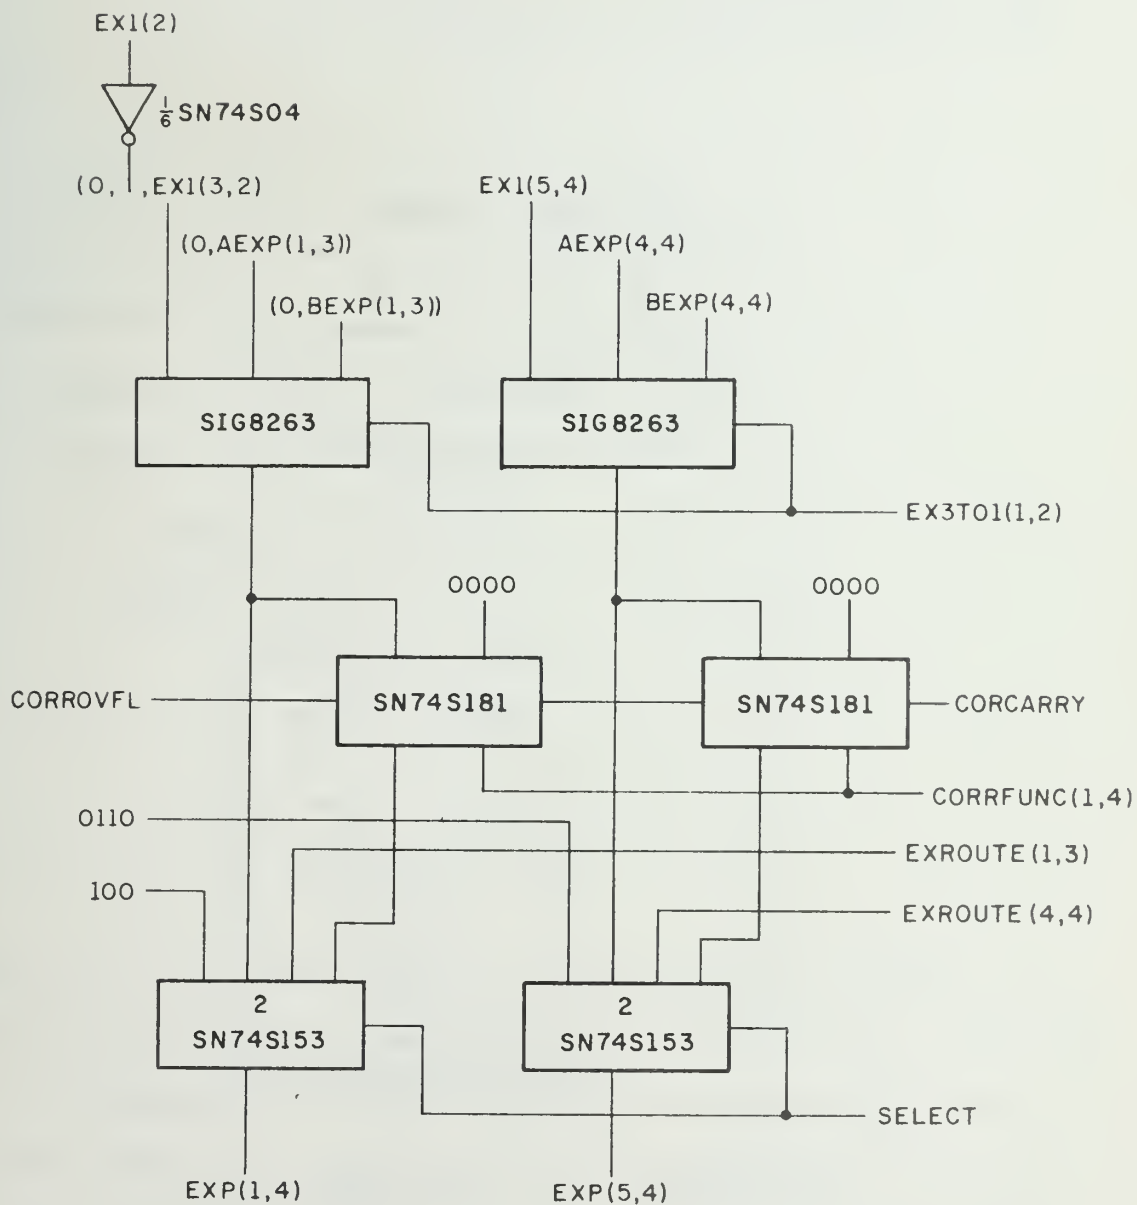 EX1(2)
1/6 SN74S04
(0, ,EX1(3,2)
EX1(5,4)
(0,AEXP(1,3))
AEXP(4,4)
(0,BEXP(1,3))
BEXP(4,4)
SIG8263
SIG8263
EX3TO1(1,2)
0000
0000
CORROVFL
SN74S181
SN74S181
CORCARRY
CORRFUNC(1,4)
0110
EXROUTE(1,3)
100
EXROUTE(4,4)
2
SN74S153
2
SN74S153
SELECT
EXP(1,4)
EXP(5,4)